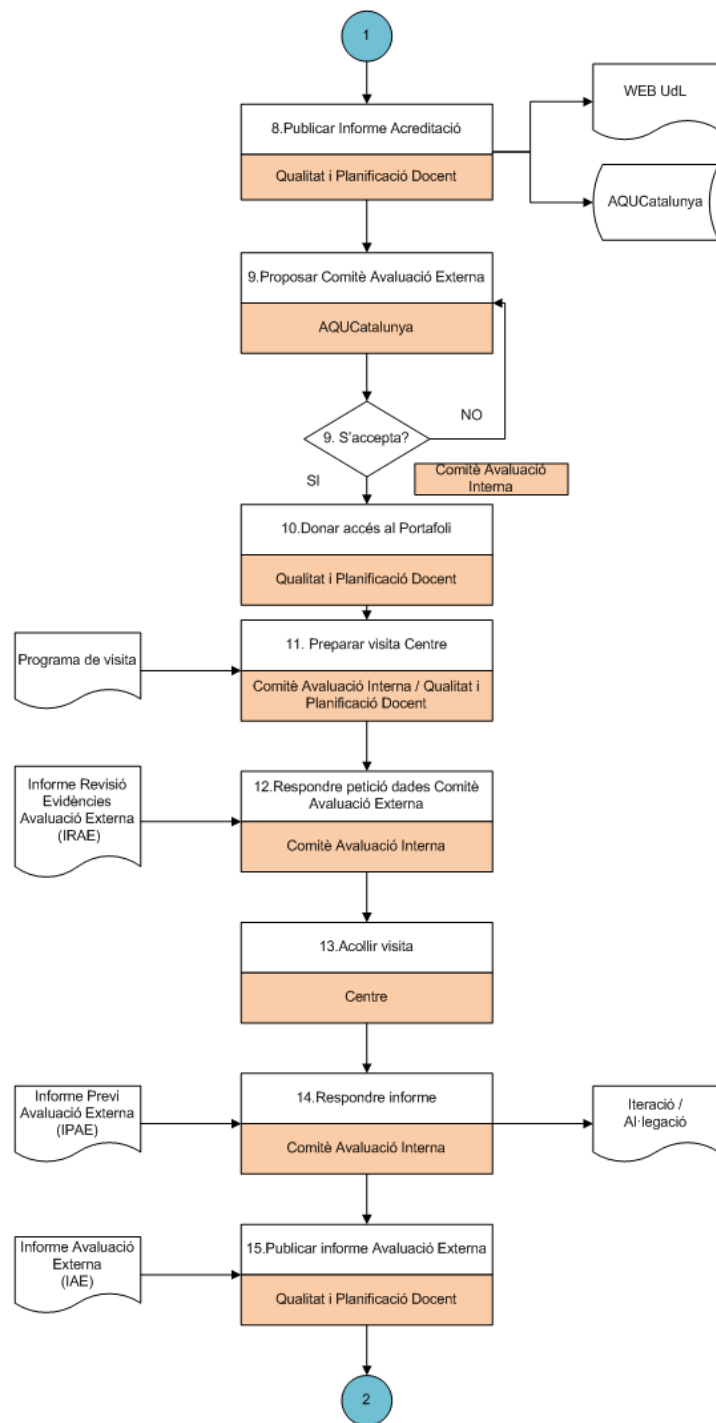 1
8.Publicar Informe Acreditació
Qualitat i Planificació Docent
WEB UdL
AQUCatalunya
9.Proposar Comitè Avaluació Externa
AQUCatalunya
9. S'accepta?
NO
SI
Comitè Avaluació
Interna
10.Donar accés al Portafoli
Qualitat i Planificació Docent
Programa de visita
11. Preparar visita Centre
Comitè Avaluació Interna / Qualitat i
Planificació Docent
Informe Revisió
Evidències
Avaluació Externa
(IRAE)
12.Respondre petició dades Comitè
Avaluació Externa
Comitè Avaluació Interna
13.Acollir visita
Centre
Informe Previ
Avaluació Externa
(IPAE)
14.Respondre informe
Comitè Avaluació Interna
Iteració /
Al·legació
Informe Avaluació
Externa
(IAE)
15.Publicar informe Avaluació Externa
Qualitat i Planificació Docent
2